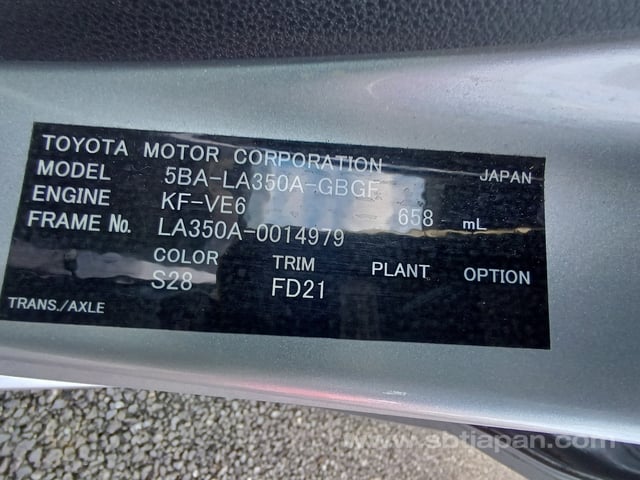 TOYOTA MOTOR CORPORATION JAPAN
MODEL 5BA-LA350A-GBGF
ENGINE KF-VE6 658 mL
FRAME No. LA350A-0014979
COLOR TRIM PLANT OPTION
S28 FD21
TRANS./AXLE
www.sbtjapan.com